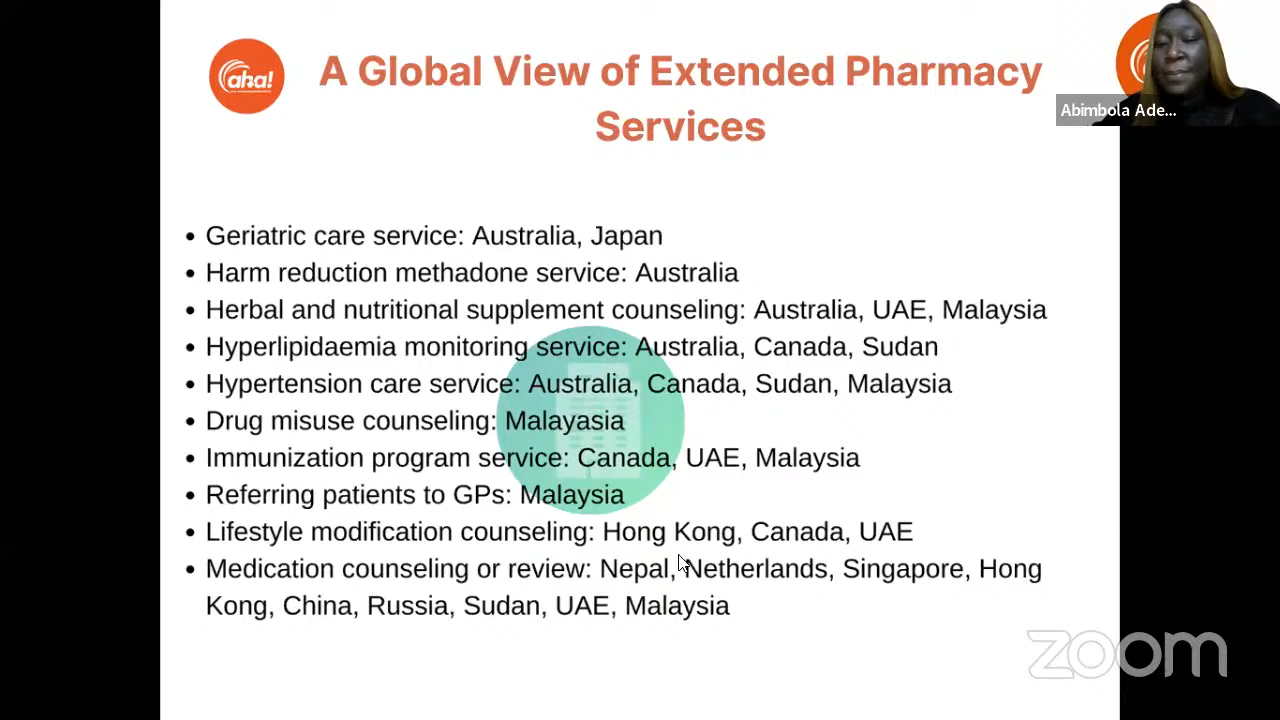 aha!
A Global View of Extended Pharmacy
Services
Abimbola Ade...
• Geriatric care service: Australia, Japan
• Harm reduction methadone service: Australia
• Herbal and nutritional supplement counseling: Australia, UAE, Malaysia
• Hyperlipidaemia monitoring service: Australia, Canada, Sudan
• Hypertension care service: Australia, Canada, Sudan, Malaysia
• Drug misuse counseling: Malayasia
• Immunization program service: Canada, UAE, Malaysia
• Referring patients to GPs: Malaysia
• Lifestyle modification counseling: Hong Kong, Canada, UAE
• Medication counseling or review: Nepal, Netherlands, Singapore, Hong
Kong, China, Russia, Sudan, UAE, Malaysia
zoom